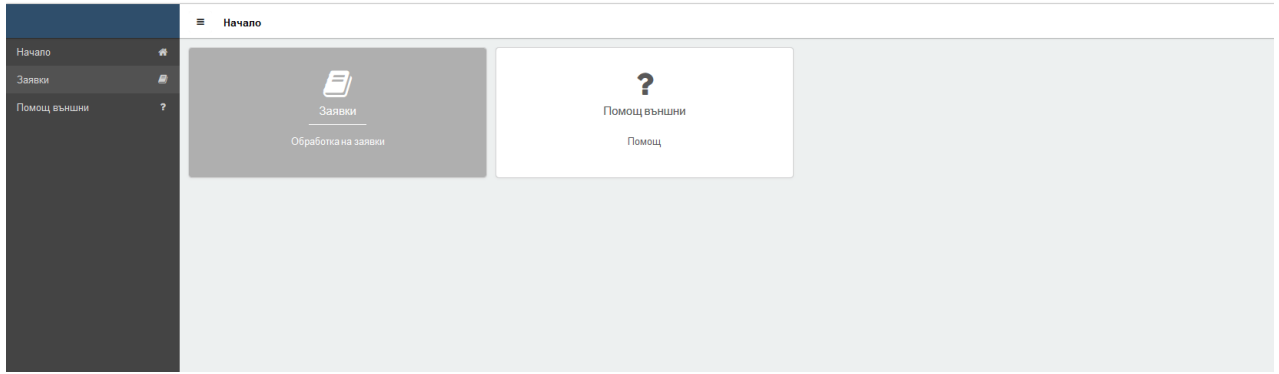 Начало
Начало
Заявки
Помощ външни
?
Заявки
Обработка на заявки
?
Помощ външни
Помощ